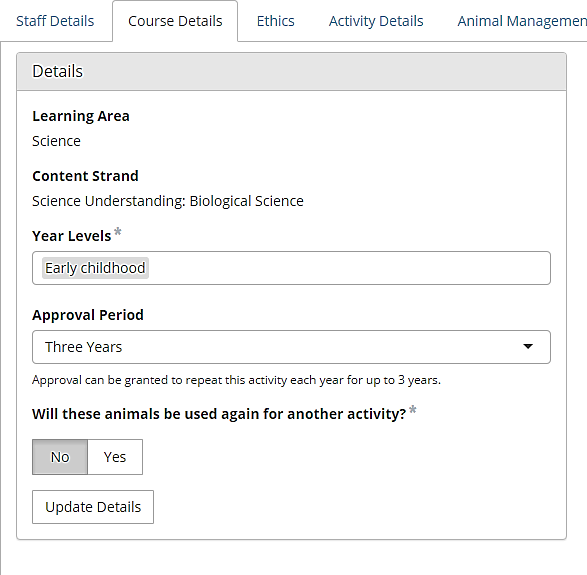 Staff Details Course Details Ethics Activity Details Animal Managemen
Details
Learning Area
Science
Content Strand
Science Understanding: Biological Science
Year Levels*
Early childhood
Approval Period
Three Years
Approval can be granted to repeat this activity each year for up to 3 years.
Will these animals be used again for another activity?*
No Yes
Update Details